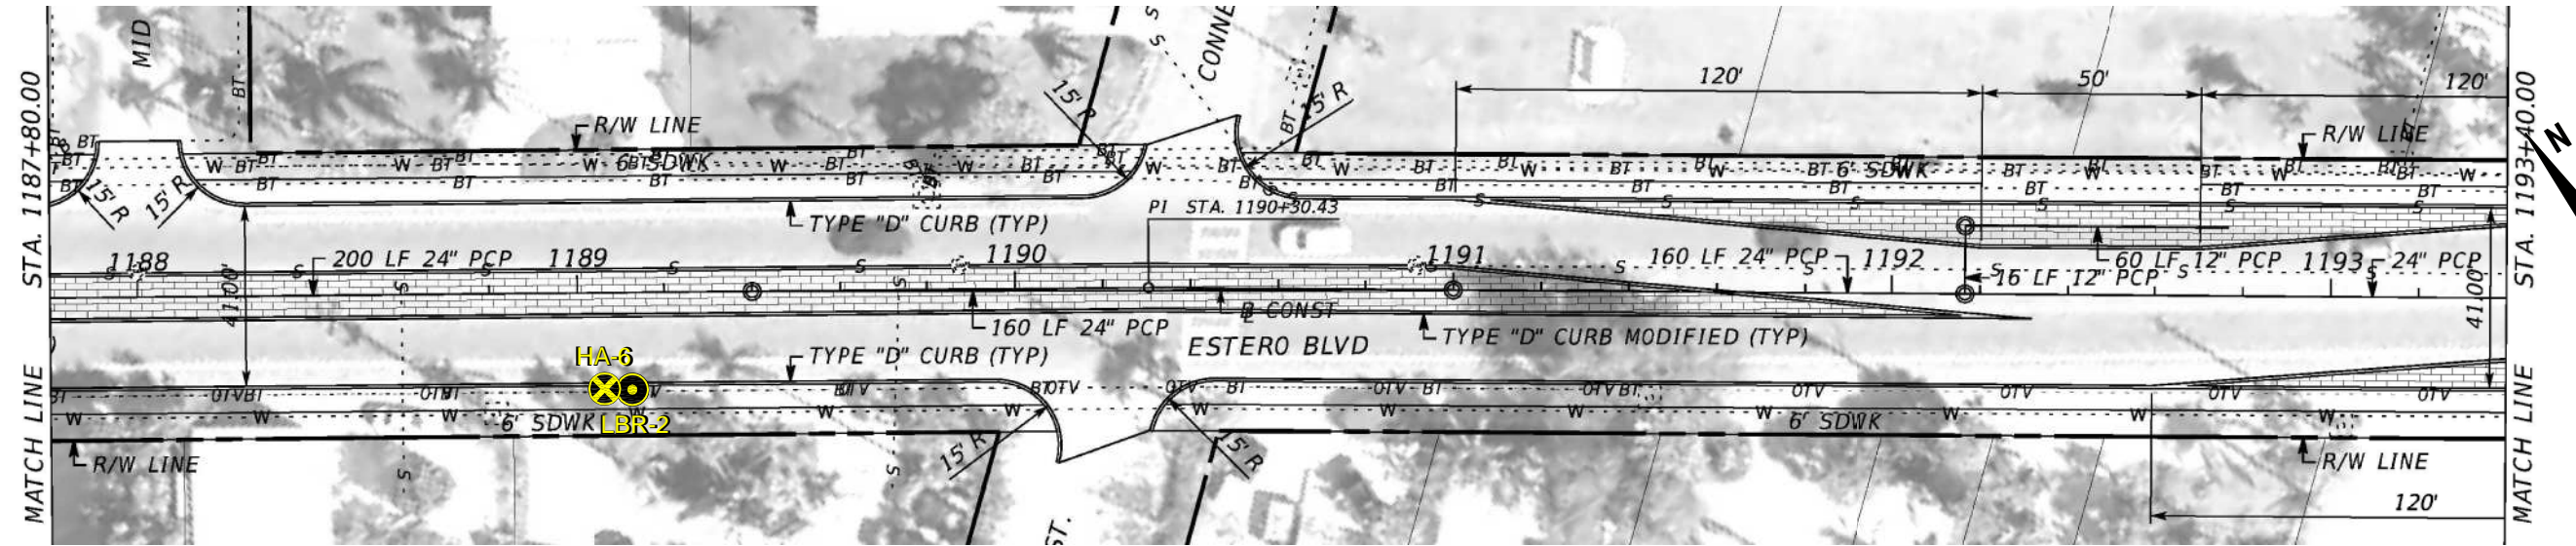 STA. 1187+80.00
MATCH LINE
MID
BT
R/W LINE
6' SDWK
15' R
15' R
TYPE "D" CURB (TYP)
15' R
CONNE
15' R
120'
50'
120'
R/W LINE
6' SDWK
PI STA. 1190+30.43
1188
200 LF 24" PCP
1189
1190
1191
160 LF 24" PCP
1192
60 LF 12" PCP
1193
24" PCP
16 LF 12" PCP
41.00'
160 LF 24" PCP
B CONST
TYPE "D" CURB MODIFIED (TYP)
41.00'
ESTERO BLVD
TYPE "D" CURB (TYP)
HA-6
LBR-2
6' SDWK
6' SDWK
R/W LINE
15' R
15' R
R/W LINE
ST.
120'
STA. 1193+40.00
MATCH LINE
N